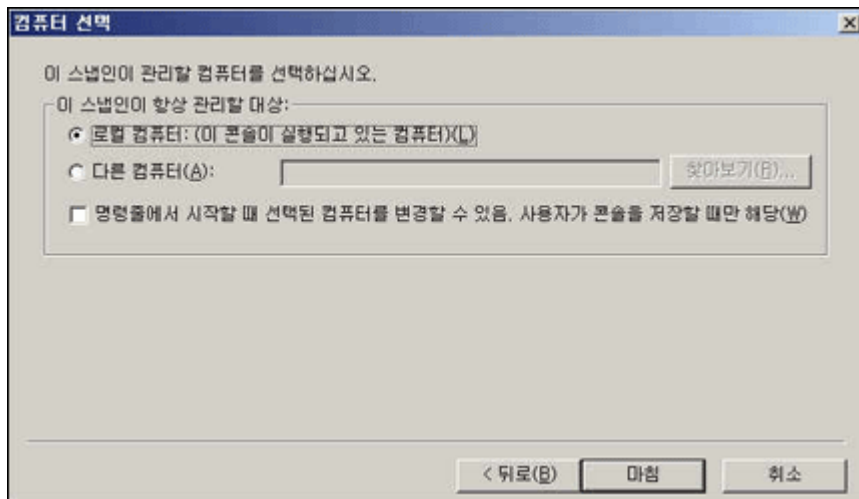 컴퓨터 선택
이 스냅인이 관리할 컴퓨터를 선택하십시오.
이 스냅인이 항상 관리할 대상:
로컬 컴퓨터: (이 콘솔이 실행되고 있는 컴퓨터)(L)
다른 컴퓨터(A):
찾아보기(R)...
명령줄에서 시작할 때 선택된 컴퓨터를 변경할 수 있음. 사용자가 콘솔을 저장할 때만 해당(W)
< 뒤로(B)
마침
취소